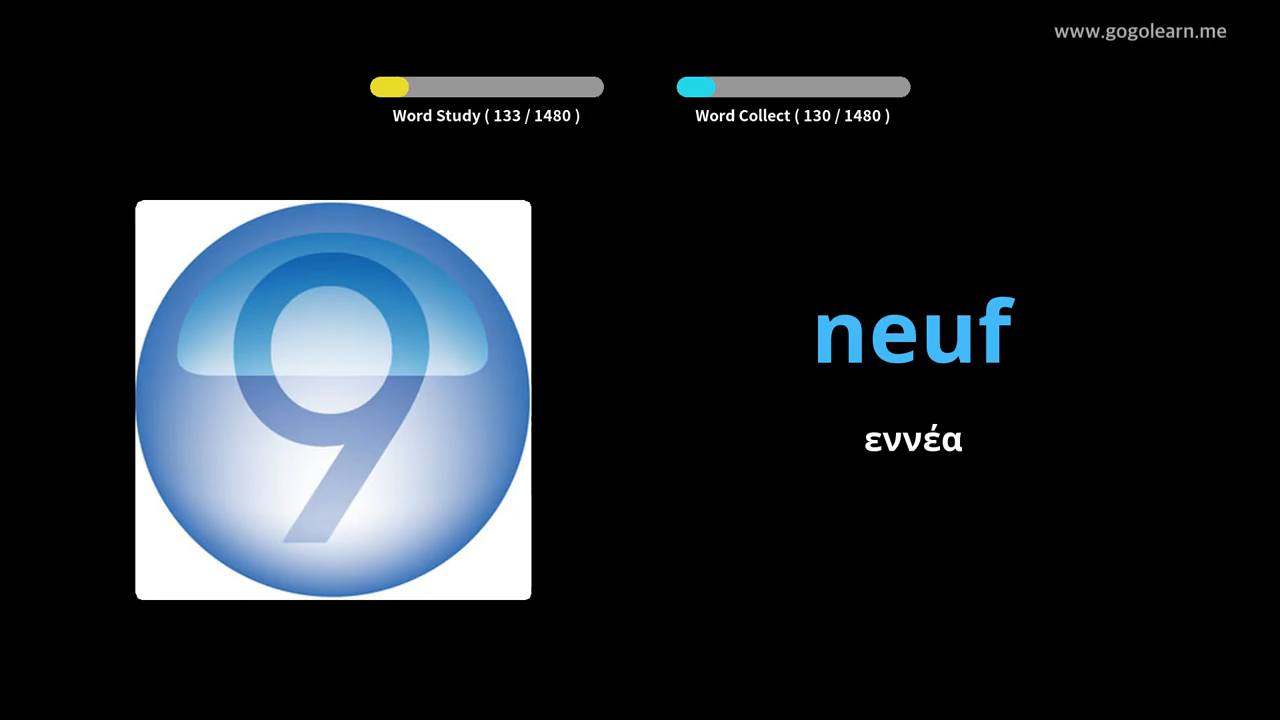 www.gogolearn.me
Word Study ( 133 / 1480 )
Word Collect ( 130 / 1480 )
9
neuf
εννέα